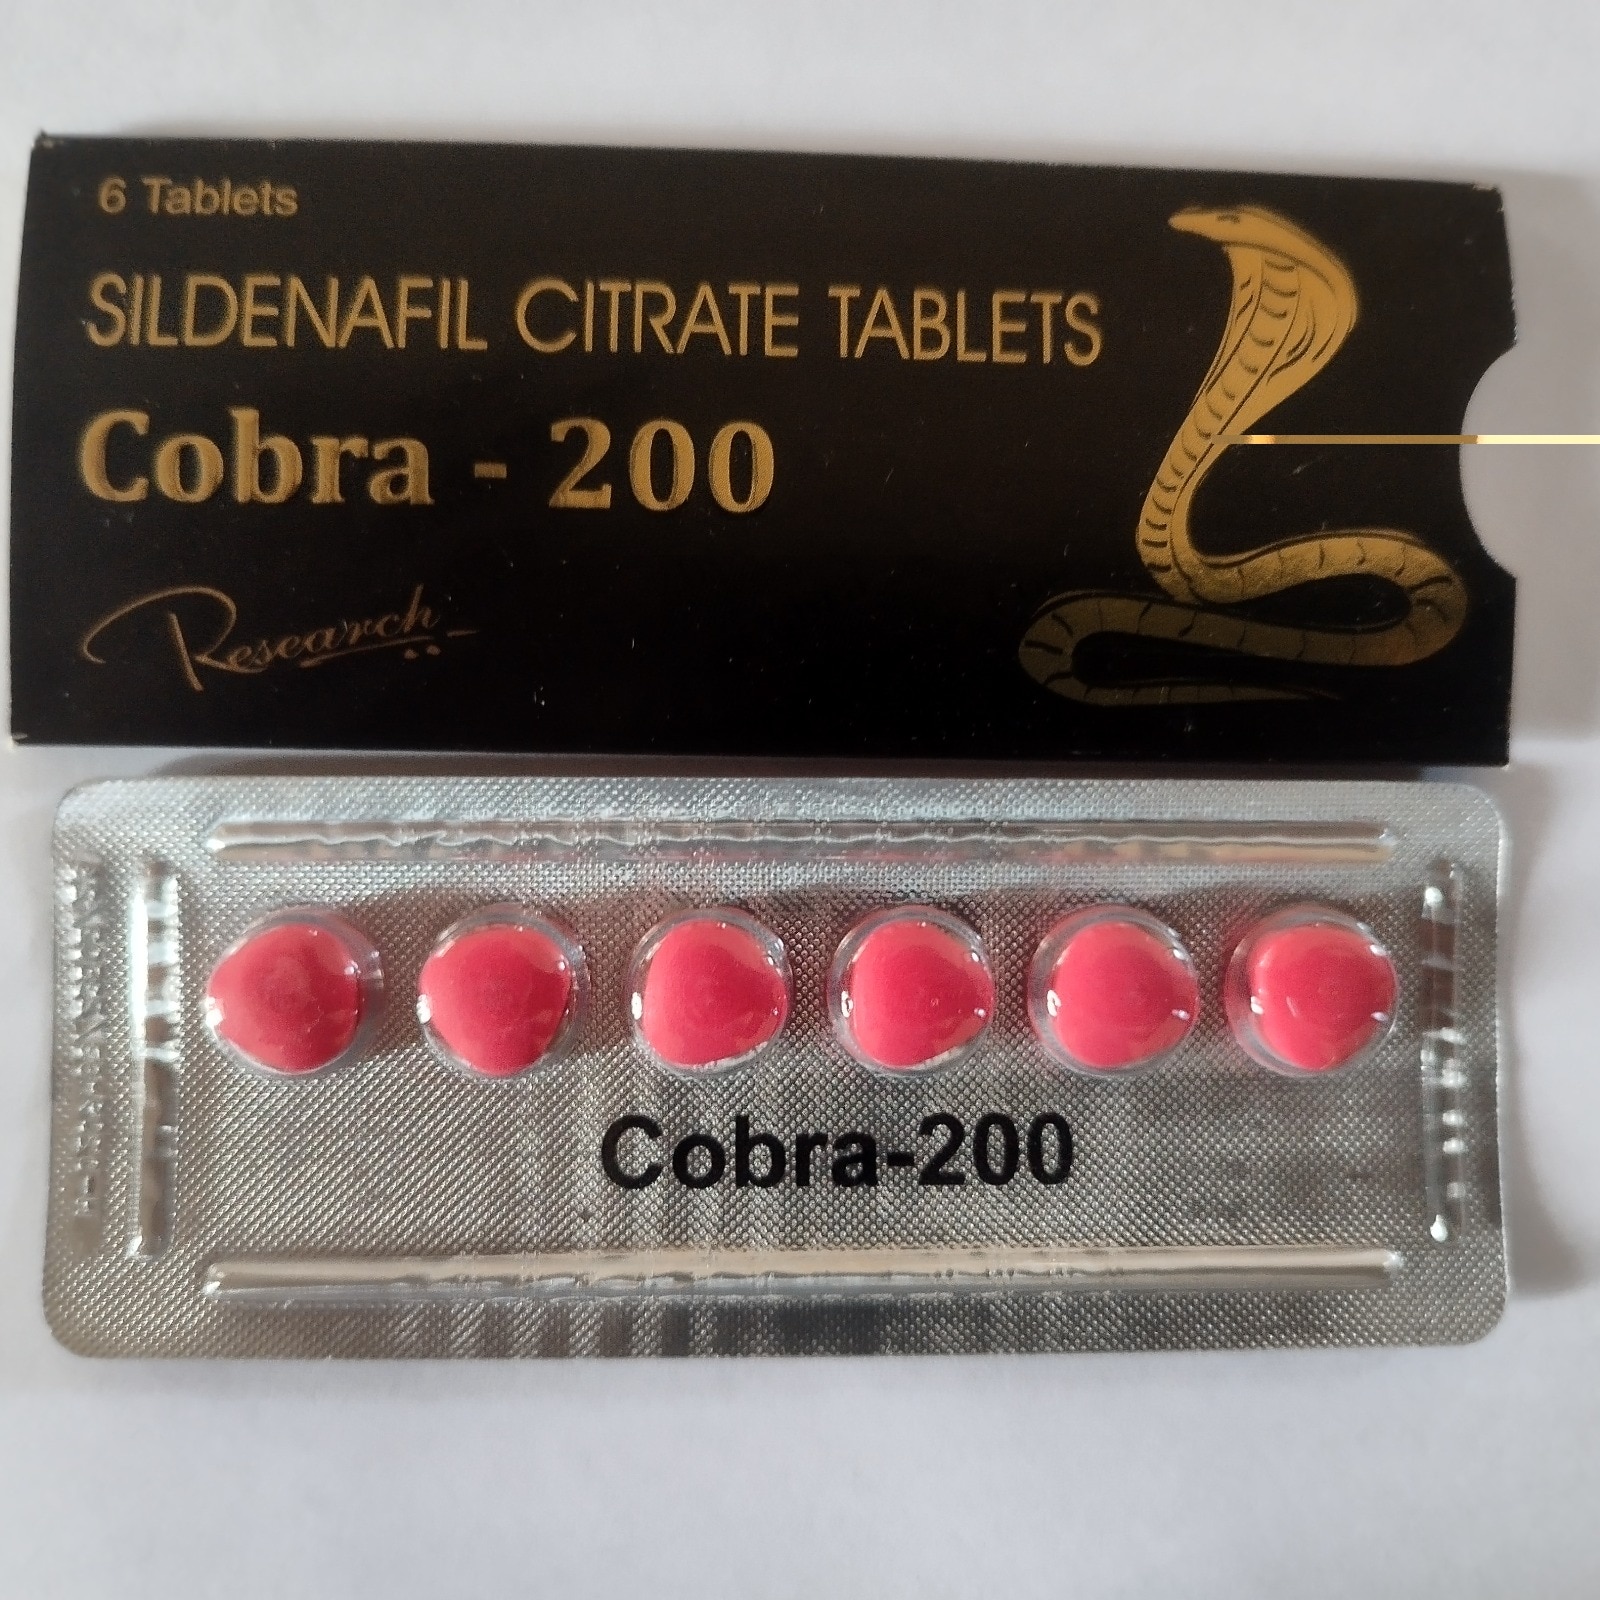 6 Tablets
SILDENAFIL CITRATE TABLETS
Cobra - 200
Research
Cobra-200